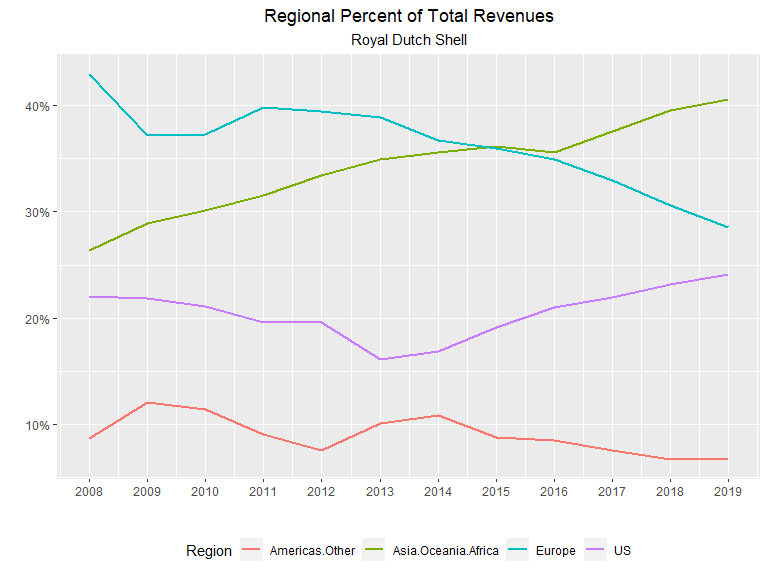 Regional Percent of Total Revenues
Royal Dutch Shell
40%
30%
20%
10%
2008 2009 2010 2011 2012 2013 2014 2015 2016 2017 2018 2019
Region Americas.Other Asia.Oceania.Africa Europe US